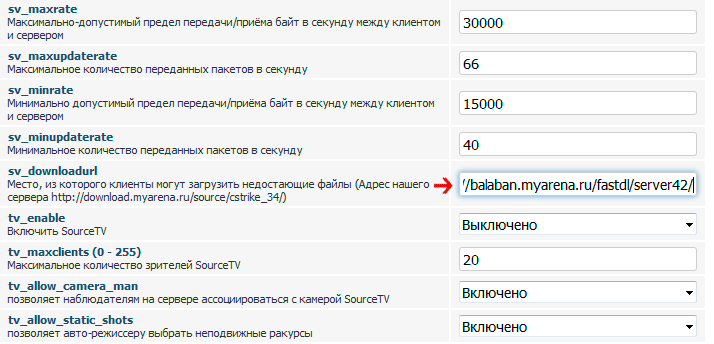 sv_maxrate
Максимально-допустимый предел передачи/приёма байт в секунду между клиентом
и сервером
30000
sv_maxupdaterate
Максимальное количество переданных пакетов в секунду
66
sv_minrate
Минимально допустимый предел передачи/приёма байт в секунду между клиентом
и сервером
15000
sv_minupdaterate
Минимальное количество переданных пакетов в секунду
40
sv_downloadurl
Место, из которого клиенты могут загрузить недостающие файлы (Адрес нашего
сервера http://download.myarena.ru/source/cstrike_34/)
//balaban.myarena.ru/fastdl/server42/
tv_enable
Включить SourceTV
Выключено
tv_maxclients (0 - 255)
Максимальное количество зрителей SourceTV
20
tv_allow_camera_man
позволяет наблюдателям на сервере ассоциироваться с камерой SourceTV
Включено
tv_allow_static_shots
позволяет авто-режиссеру выбрать неподвижные ракурсы
Включено